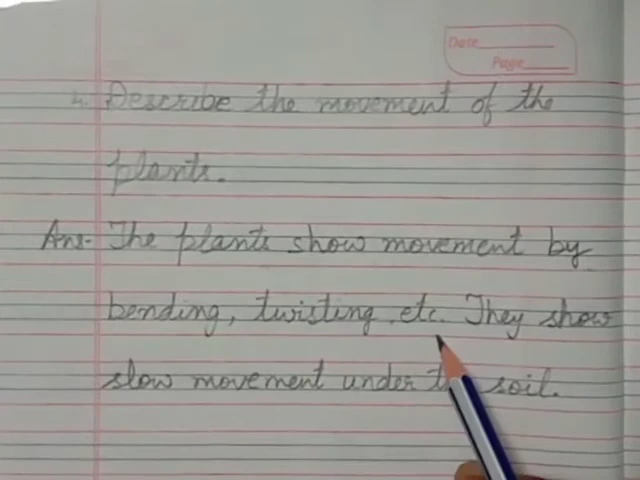 Date
Page
4. Describe the movement of the
plants.
Ans- The plants show movement by
bending, twisting, etc. They show
slow movement under soil.